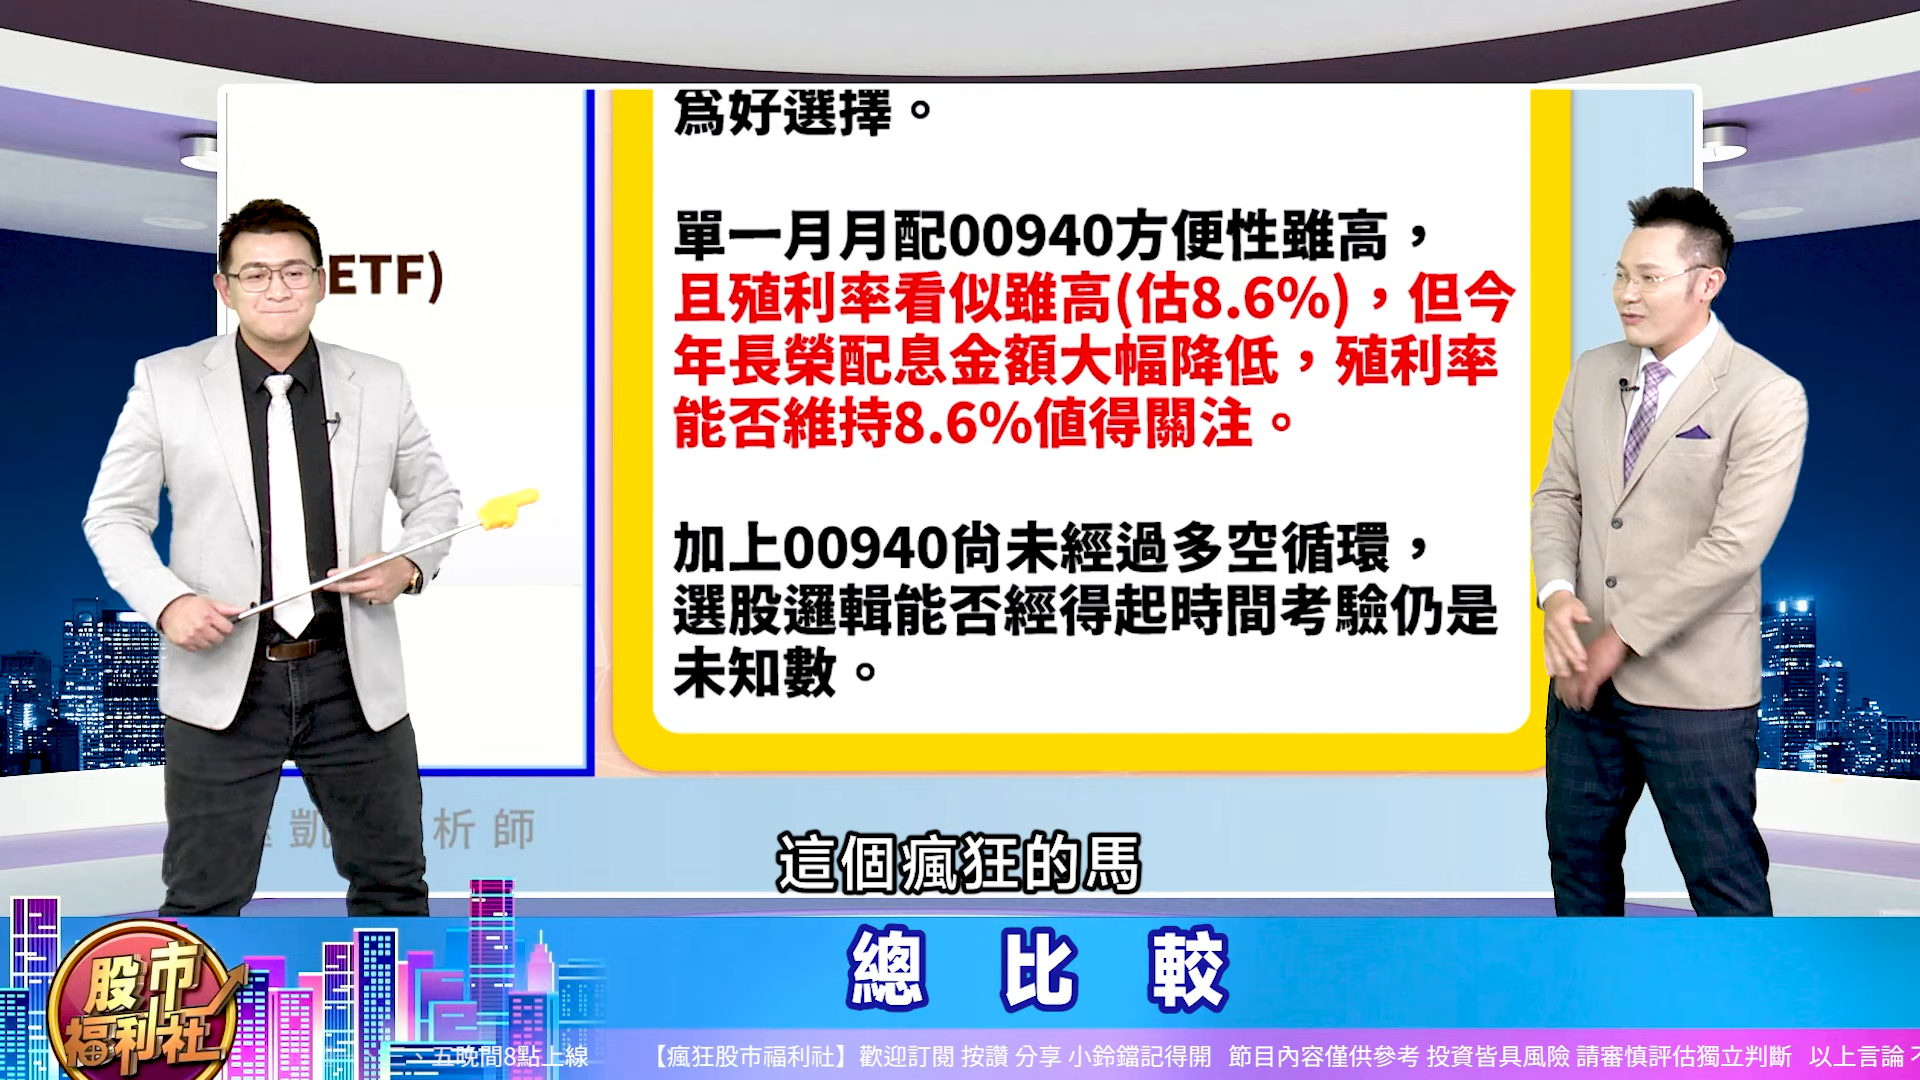 為好選擇。
單一月月配00940方便性雖高，
且殖利率看似雖高(估8.6%)，但今
年長榮配息金額大幅降低，殖利率
能否維持8.6%值得關注。
加上00940尚未經過多空循環，
選股邏輯能否經得起時間考驗仍是
未知數。
ETF)
凱 析師
這個瘋狂的馬
總比較
股市
福利社
、五晚間8點上線 【瘋狂股市福利社】歡迎訂閱 按讚 分享 小鈴鐺記得開 節目內容僅供參考 投資皆具風險 請審慎評估獨立判斷 以上言論